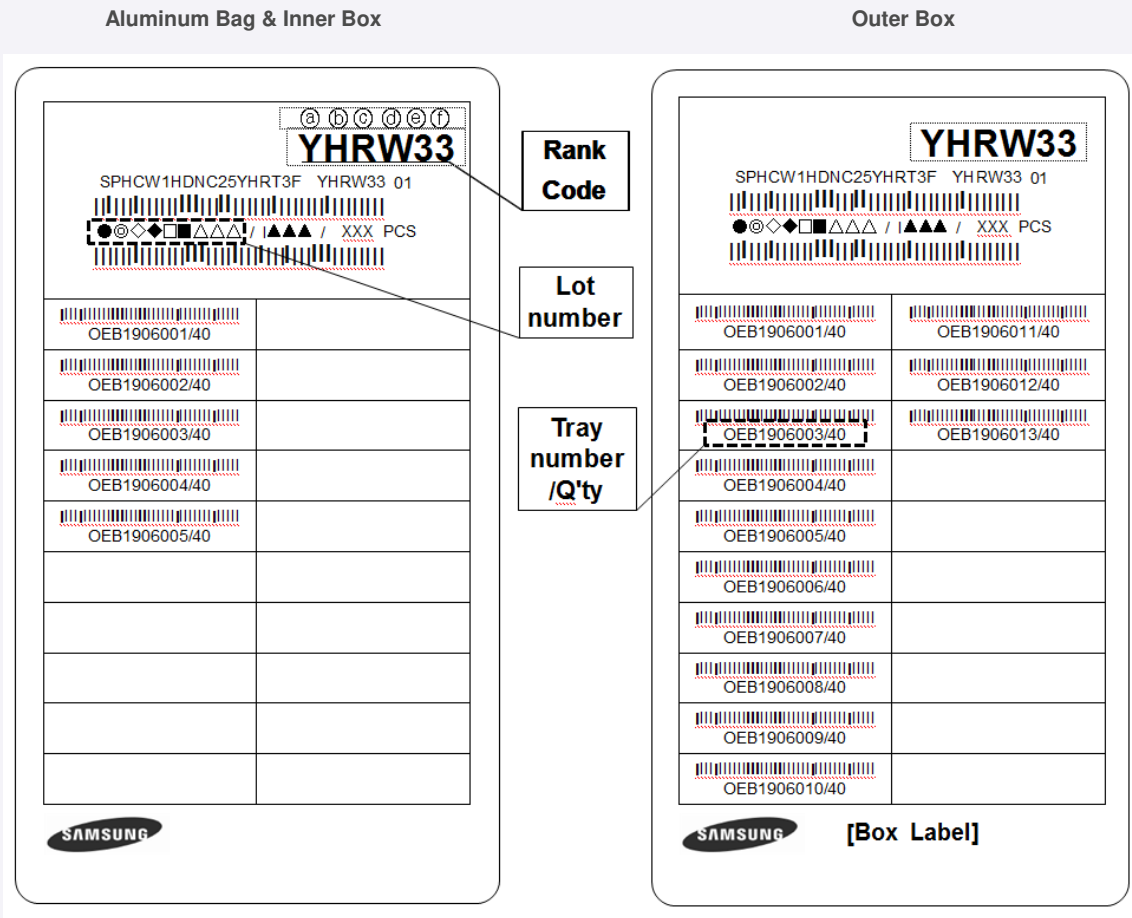 Aluminum Bag & Inner Box
Outer Box
ⓐ ⓑ ⓒ ⓓ ⓔ ⓕ
YHRW33
SPHCW1HDNC25YHRT3F YHRW33 01
●◎◇◆□■△△△ / I▲▲▲ / XXX PCS
OEB1906001/40
OEB1906002/40
OEB1906003/40
OEB1906004/40
OEB1906005/40
SAMSUNG
Rank
Code
Lot
number
Tray
number
/Q'ty
YHRW33
SPHCW1HDNC25YHRT3F YHRW33 01
●◎◇◆□■△△△ / I▲▲▲ / XXX PCS
OEB1906001/40 OEB1906011/40
OEB1906002/40 OEB1906012/40
OEB1906003/40 OEB1906013/40
OEB1906004/40
OEB1906005/40
OEB1906006/40
OEB1906007/40
OEB1906008/40
OEB1906009/40
OEB1906010/40
SAMSUNG [Box Label]